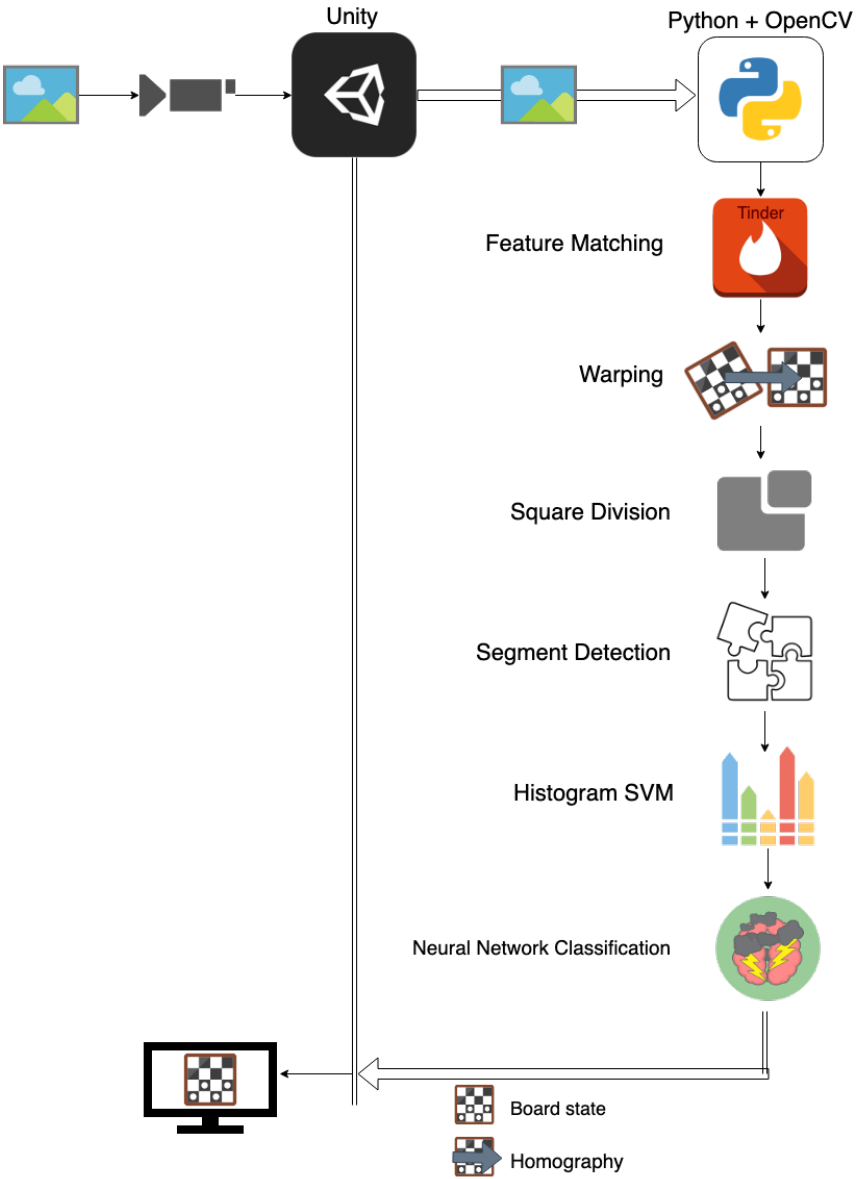 Unity
Python + OpenCV
Tinder
Feature Matching
Warping
Square Division
Segment Detection
Histogram SVM
Neural Network Classification
Board state
Homography